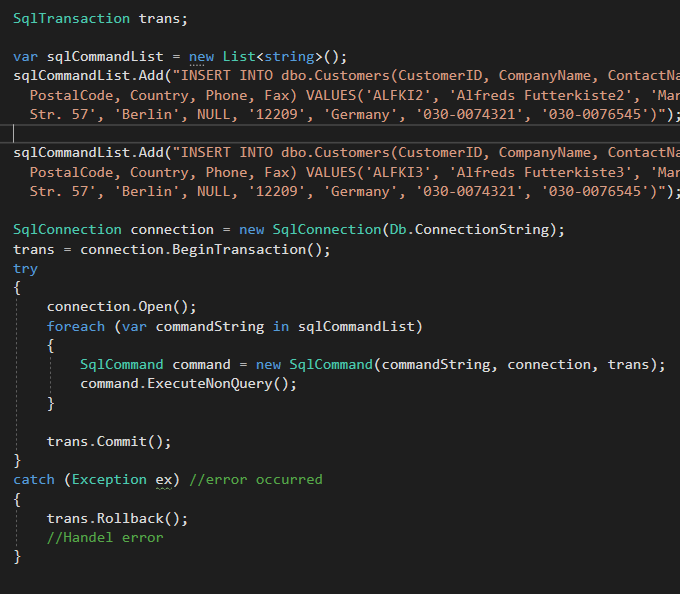 SqlTransaction trans;
var sqlCommandList = new List<string>();
sqlCommandList.Add("INSERT INTO dbo.Customers(CustomerID, CompanyName,
PostalCode, Country, Phone, Fax) VALUES('ALFKI2', 'Alfreds Futterkiste2',
Str. 57', 'Berlin', NULL, '12209', 'Germany', '030-0074321', '030-0076545')");
sqlCommandList.Add("INSERT INTO dbo.Customers(CustomerID, CompanyName,
PostalCode, Country, Phone, Fax) VALUES('ALFKI3', 'Alfreds Futterkiste3',
Str. 57', 'Berlin', NULL, '12209', 'Germany', '030-0074321', '030-0076545')");
SqlConnection connection = new SqlConnection(Db.ConnectionString);
trans = connection.BeginTransaction();
try
{
connection.Open();
foreach (var commandString in sqlCommandList)
{
SqlCommand command = new SqlCommand(commandString, connection, trans);
command.ExecuteNonQuery();
}
trans.Commit();
}
catch (Exception ex) //error occurred
{
trans.Rollback();
//Handel error
}